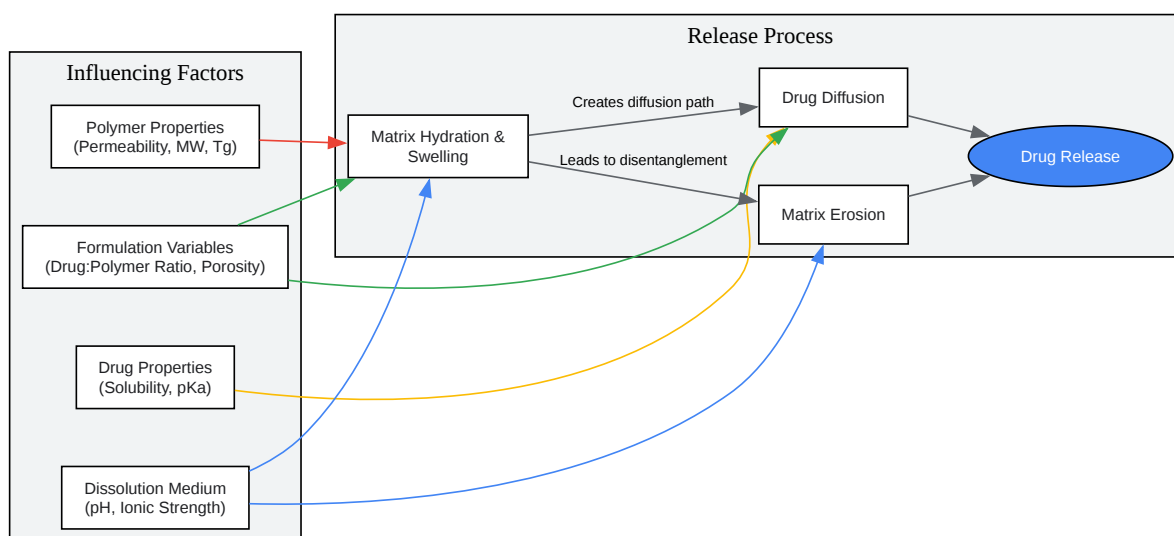 Influencing Factors
Polymer Properties
(Permeability, MW, Tg)
Formulation Variables
(Drug:Polymer Ratio, Porosity)
Drug Properties
(Solubility, pKa)
Dissolution Medium
(pH, Ionic Strength)
Release Process
Matrix Hydration &
Swelling
Creates diffusion path
Leads to disentanglement
Drug Diffusion
Matrix Erosion
Drug Release